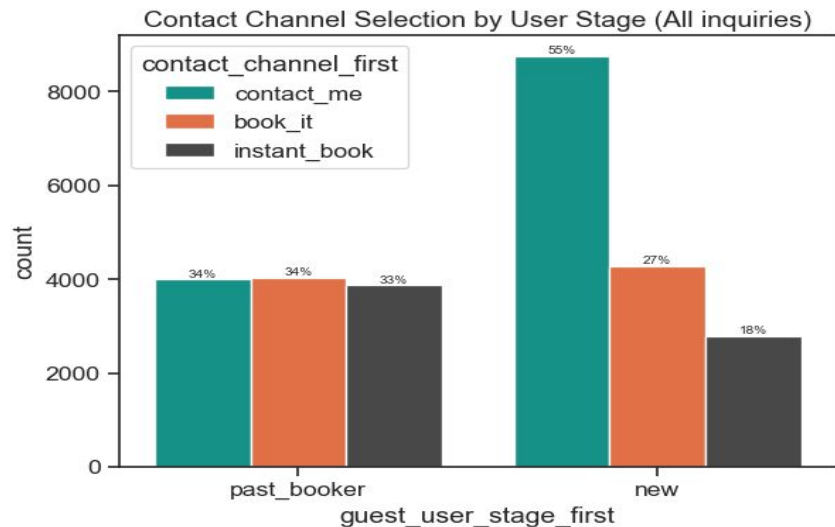 Contact Channel Selection by User Stage (All inquiries)
contact_channel_first
contact_me
book_it
instant_book
55%
34%
34%
33%
27%
18%
8000
6000
4000
2000
0
count
past_booker
new
guest_user_stage_first